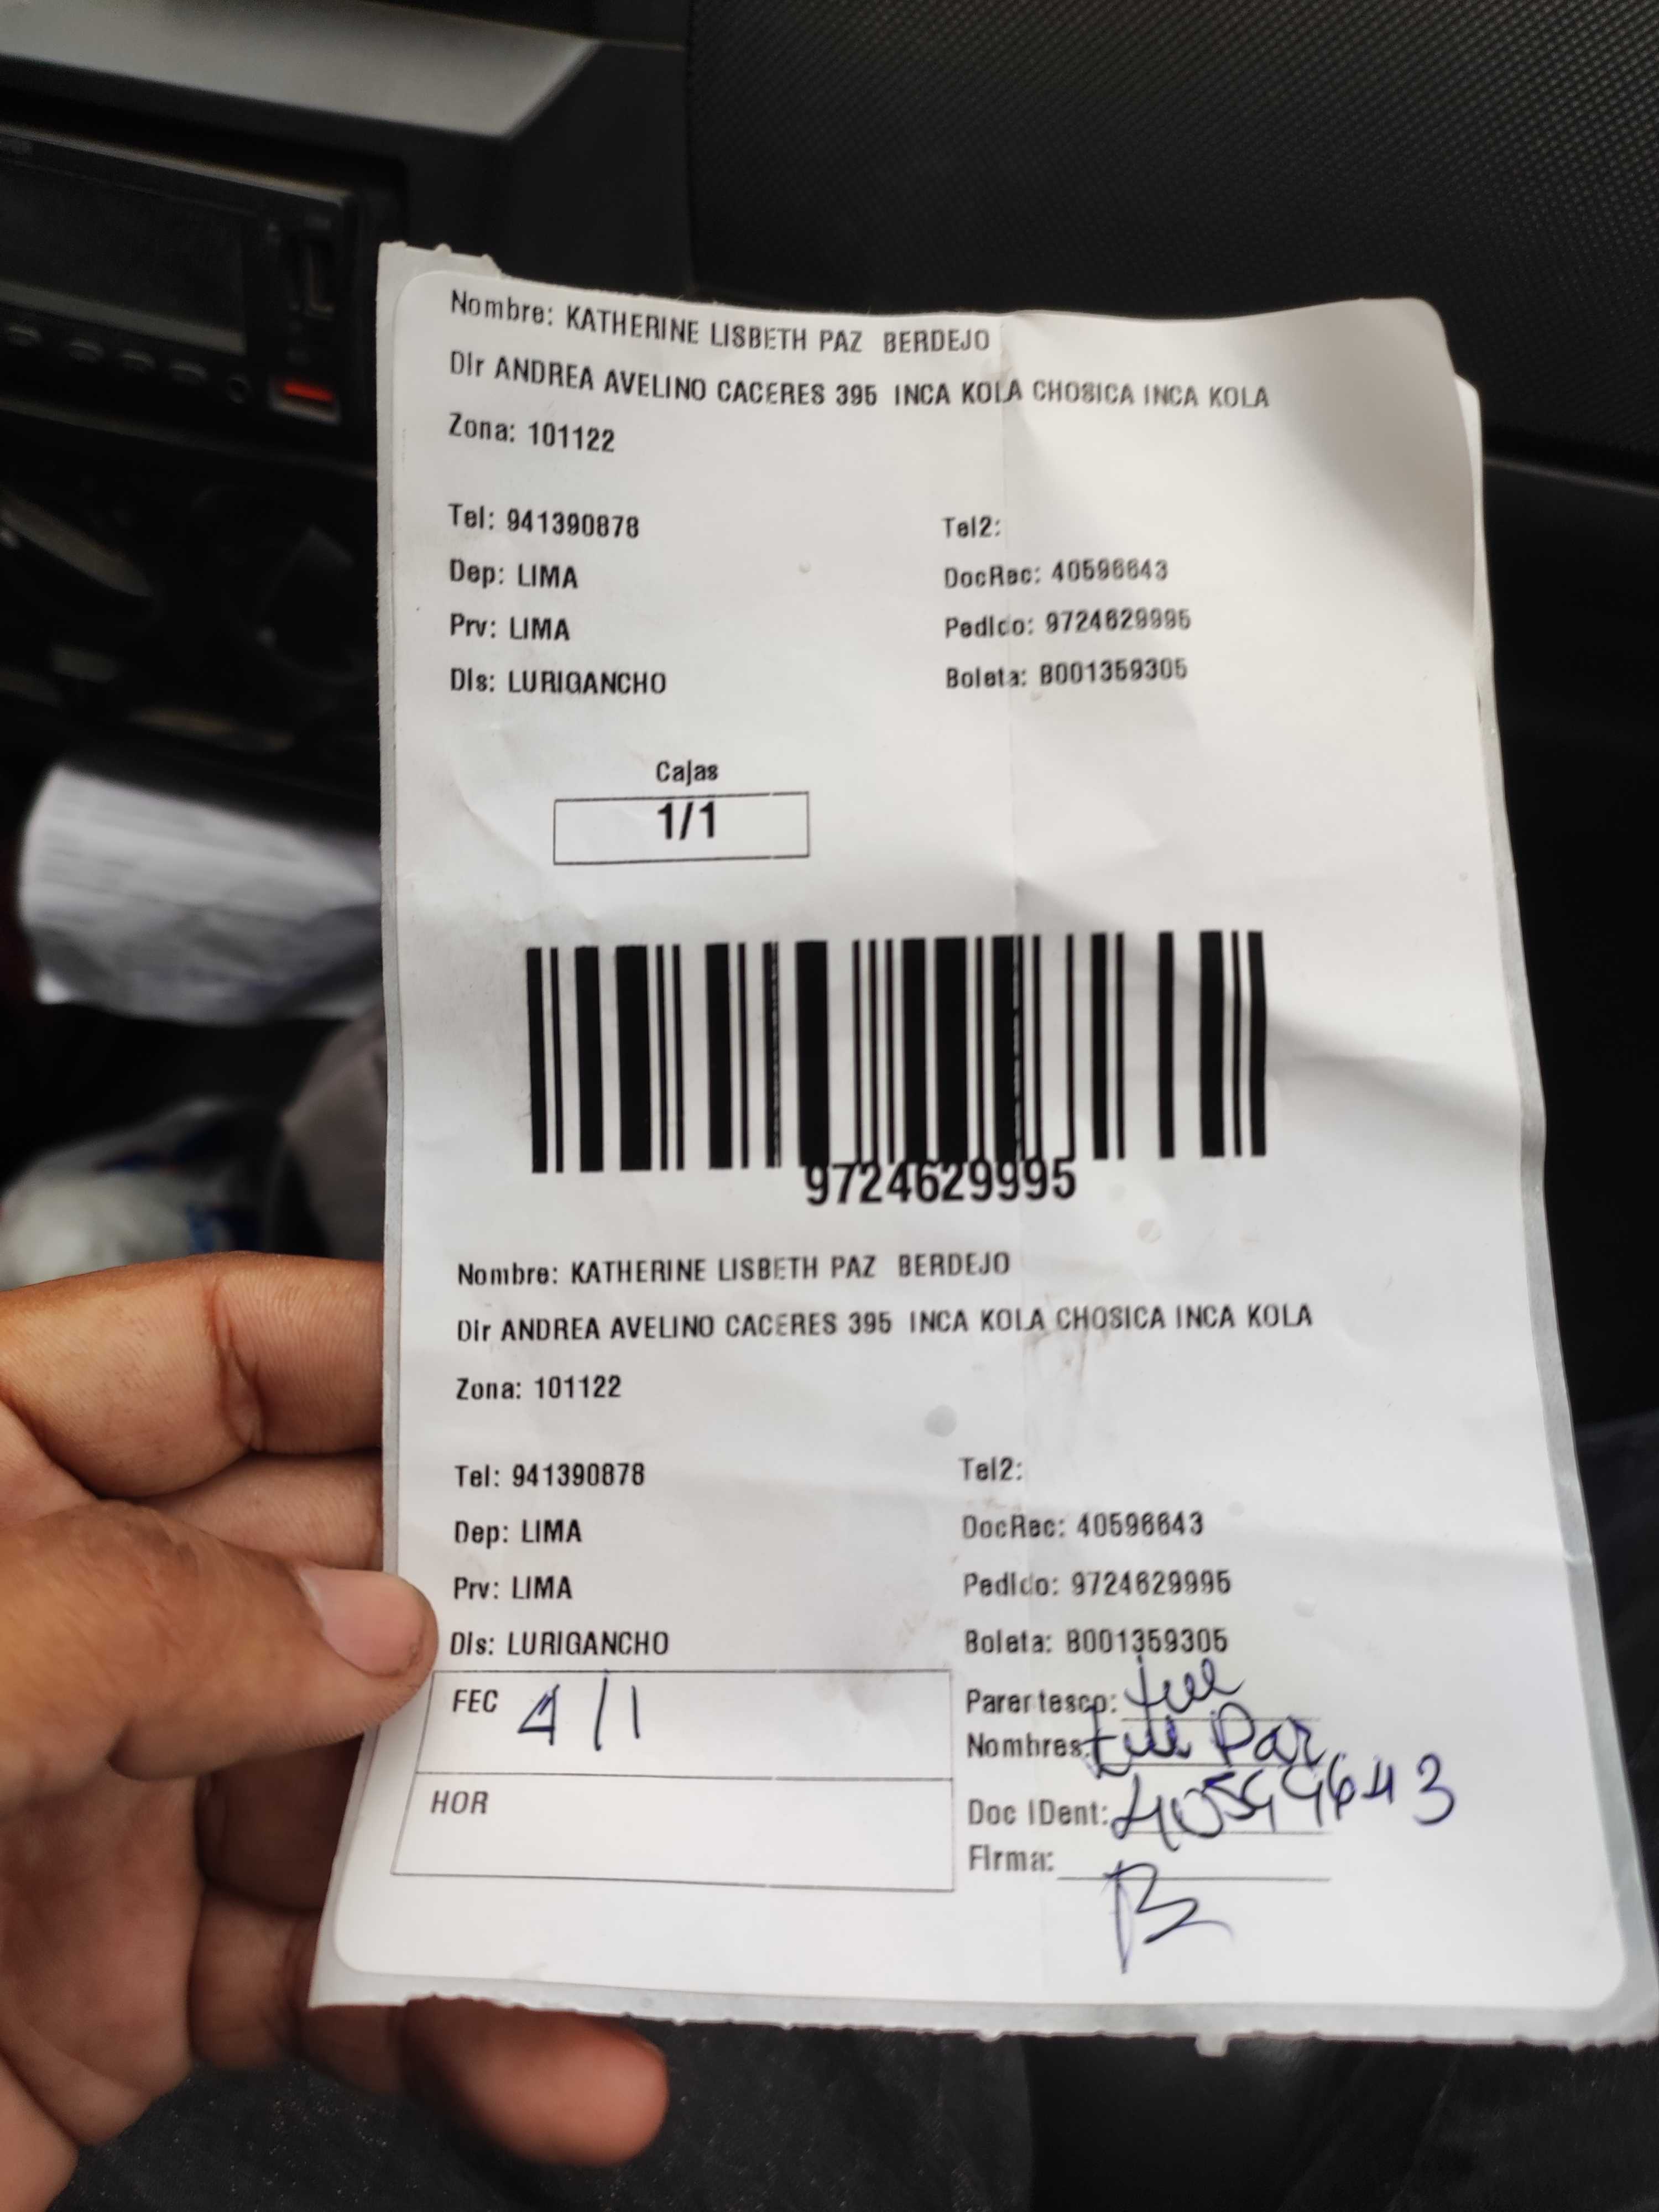 Nombre: KATHERINE LISBETH PAZ BERDEJO
Dir ANDREA AVELINO CACERES 395 INCA KOLA CHOSICA INCA KOLA
Zona: 101122
Tel: 941390878 Tel2:
Dep: LIMA DocRec: 40596643
Prv: LIMA Pedido: 9724629995
Dis: LURIGANCHO Boleta: B001359305
Cajas
1/1
9724629995
Nombre: KATHERINE LISBETH PAZ BERDEJO
Dir ANDREA AVELINO CACERES 395 INCA KOLA CHOSICA INCA KOLA
Zona: 101122
Tel: 941390878 Tel2:
Dep: LIMA DocRec: 40596643
Prv: LIMA Pedido: 9724629995
Dis: LURIGANCHO Boleta: B001359305
FEC 4/1 Parentesco:
Nombres: Paz
HOR Doc IDent:
Firma: